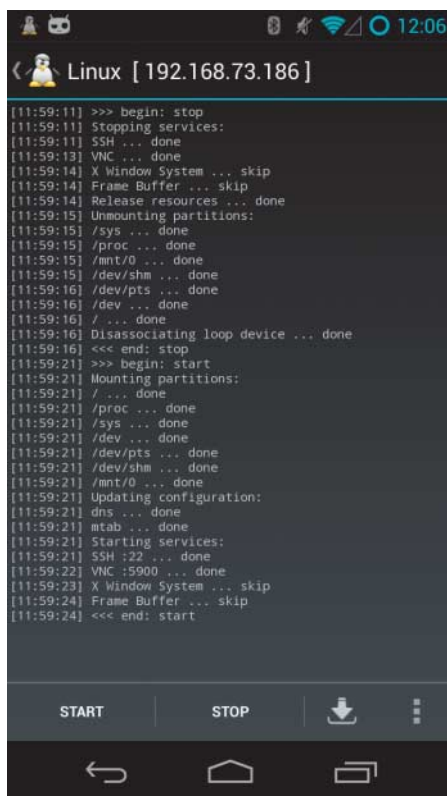 12:06
Linux [ 192.168.73.186 ]
[11:59:11] >>> begin: stop
[11:59:11] Stopping services:
[11:59:11] SSH ... done
[11:59:13] VNC ... done
[11:59:14] X Window System ... skip
[11:59:14] Frame Buffer ... skip
[11:59:14] Release resources ... done
[11:59:15] Unmounting partitions:
[11:59:15] /sys ... done
[11:59:15] /proc ... done
[11:59:15] /mnt/0 ... done
[11:59:15] /dev/shm ... done
[11:59:16] /dev/pts ... done
[11:59:16] /dev ... done
[11:59:16] / ... done
[11:59:16] Disassociating loop device ... done
[11:59:16] <<< end: stop
[11:59:21] >>> begin: start
[11:59:21] Mounting partitions:
[11:59:21] / ... done
[11:59:21] /proc ... done
[11:59:21] /sys ... done
[11:59:21] /dev ... done
[11:59:21] /dev/pts ... done
[11:59:21] /dev/shm ... done
[11:59:21] /mnt/0 ... done
[11:59:21] Updating configuration:
[11:59:21] dns ... done
[11:59:21] mtab ... done
[11:59:21] Starting services:
[11:59:21] SSH :22 ... done
[11:59:22] VNC :5900 ... done
[11:59:23] X Window System ... skip
[11:59:24] Frame Buffer ... skip
[11:59:24] <<< end: start
START STOP